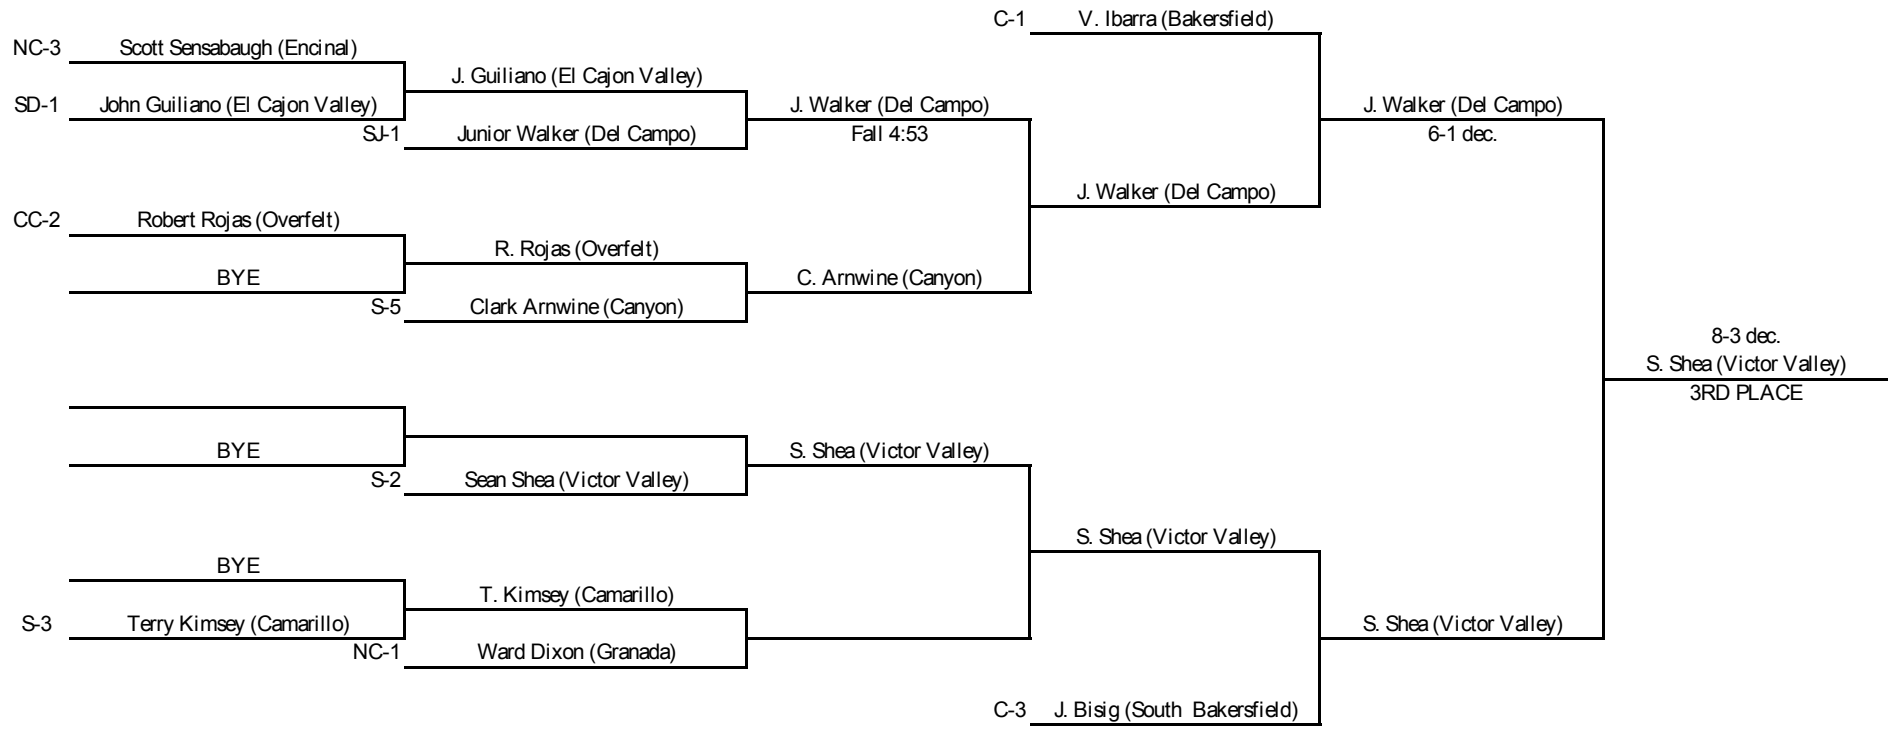 C-1 V. Ibarra (Bakersfield)
NC-3 Scott Sensabaugh (Encinal)
J. Guiliano (El Cajon Valley)
SD-1 John Guiliano (El Cajon Valley)
J. Walker (Del Campo)
J. Walker (Del Campo)
SJ-1 Junior Walker (Del Campo)
Fall 4:53
6-1 dec.
J. Walker (Del Campo)
CC-2 Robert Rojas (Overfelt)
R. Rojas (Overfelt)
BYE
C. Arnwine (Canyon)
S-5 Clark Arnwine (Canyon)
8-3 dec.
S. Shea (Victor Valley)
3RD PLACE
BYE
S. Shea (Victor Valley)
S-2 Sean Shea (Victor Valley)
S. Shea (Victor Valley)
BYE
T. Kimsey (Camarillo)
S-3 Terry Kimsey (Camarillo)
S. Shea (Victor Valley)
NC-1 Ward Dixon (Granada)
C-3 J. Bisig (South Bakersfield)